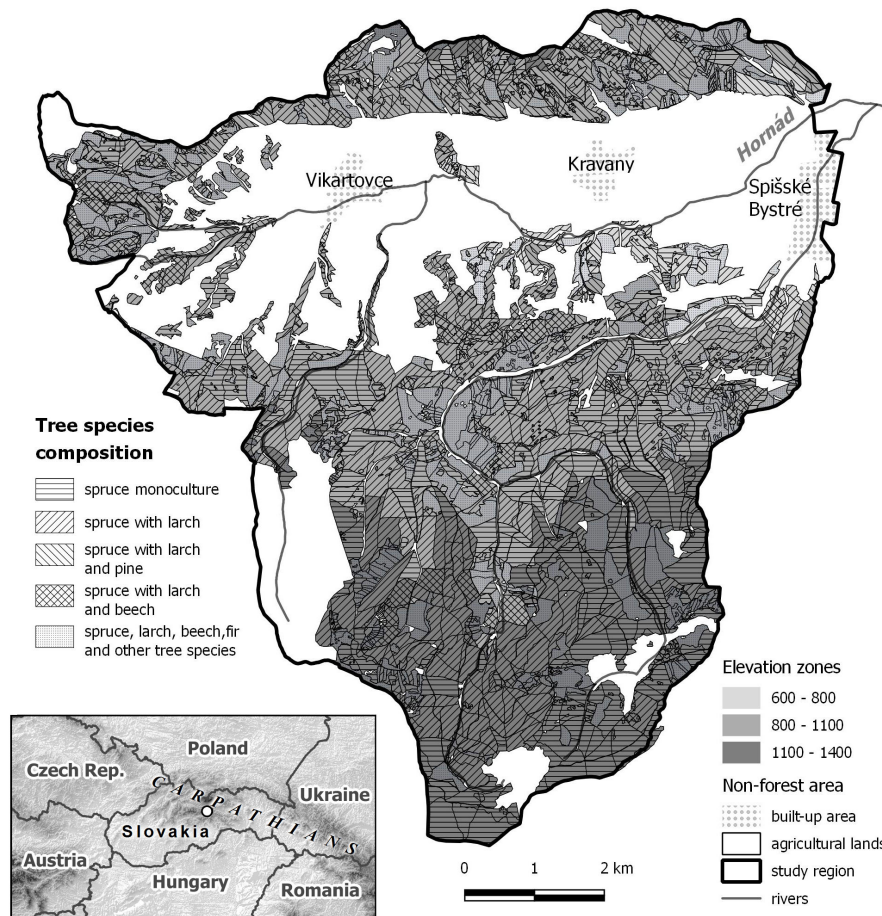 Hornád
Vikartovce
Kravany
Spišské
Bystré
Tree species
composition
spruce monoculture
spruce with larch
spruce with larch
and pine
spruce with larch
and beech
spruce, larch, beech,fir
and other tree species
Elevation zones
600 - 800
800 - 1100
1100 - 1400
Non-forest area
built-up area
agricultural lands
study region
rivers
0 1 2 km
Poland
Czech Rep.
Ukraine
CARPATHIANS
Slovakia
Austria
Hungary
Romania